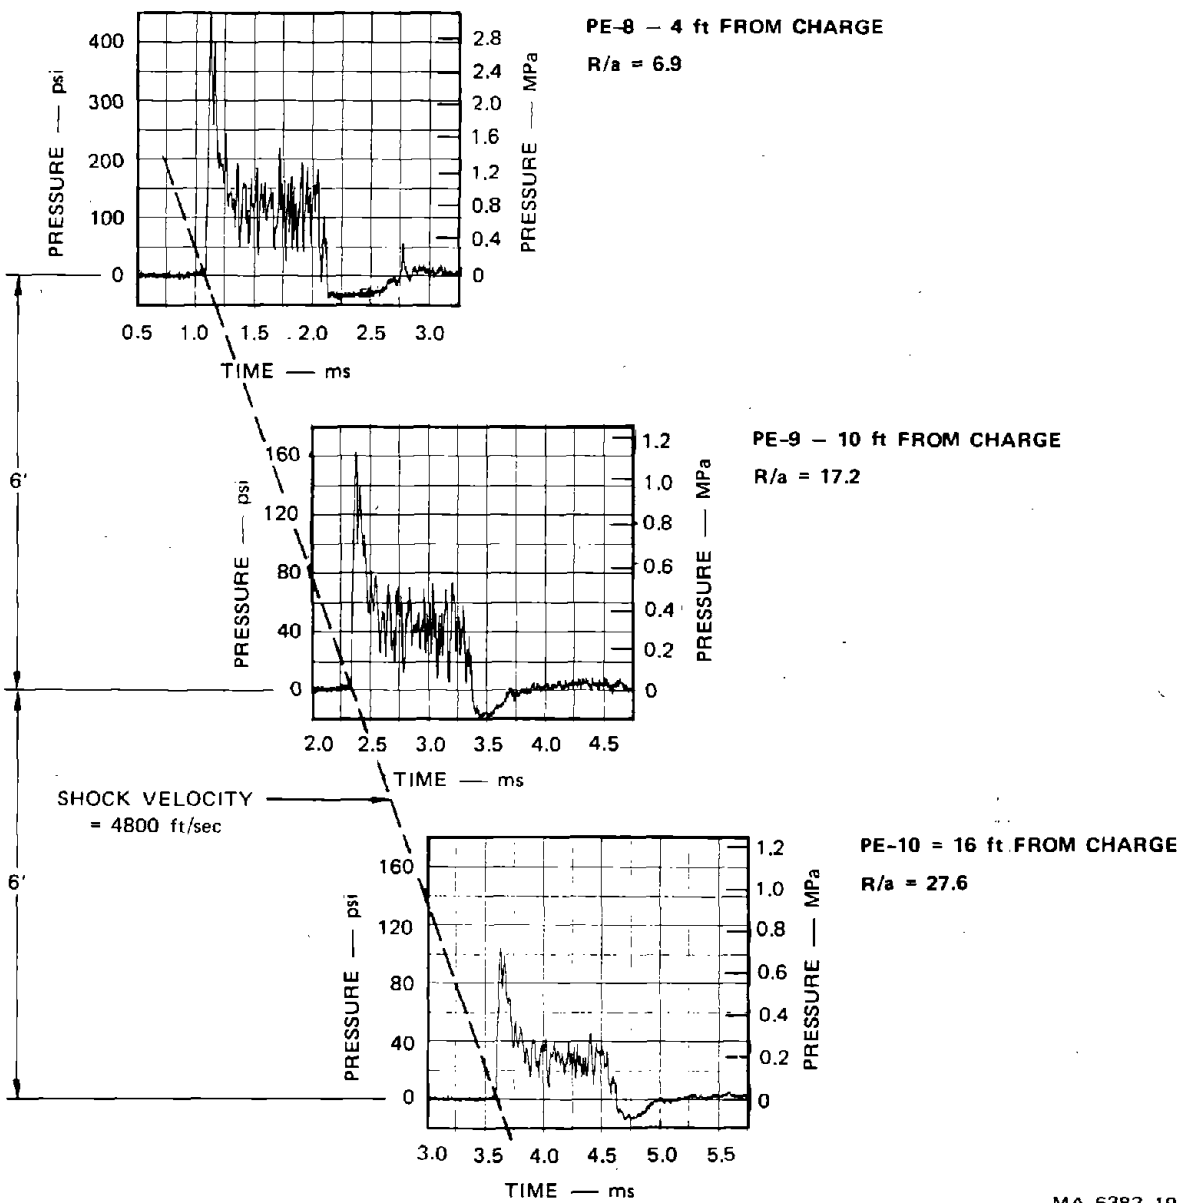 PE-8 – 4 ft FROM CHARGE
R/a = 6.9
PRESSURE — psi
400
300
200
100
0
2.8
2.4
2.0
1.6
1.2
0.8
0.4
0
PRESSURE — MPa
0.5 1.0 1.5 2.0 2.5 3.0
TIME — ms
6'
PE-9 – 10 ft FROM CHARGE
R/a = 17.2
PRESSURE — psi
160
120
80
40
0
1.2
1.0
0.8
0.6
0.4
0.2
0
PRESSURE — MPa
2.0 2.5 3.0 3.5 4.0 4.5
TIME — ms
SHOCK VELOCITY
= 4800 ft/sec
6'
PE-10 = 16 ft FROM CHARGE
R/a = 27.6
PRESSURE — psi
160
120
80
40
0
1.2
1.0
0.8
0.6
0.4
0.2
0
PRESSURE — MPa
3.0 3.5 4.0 4.5 5.0 5.5
TIME — ms